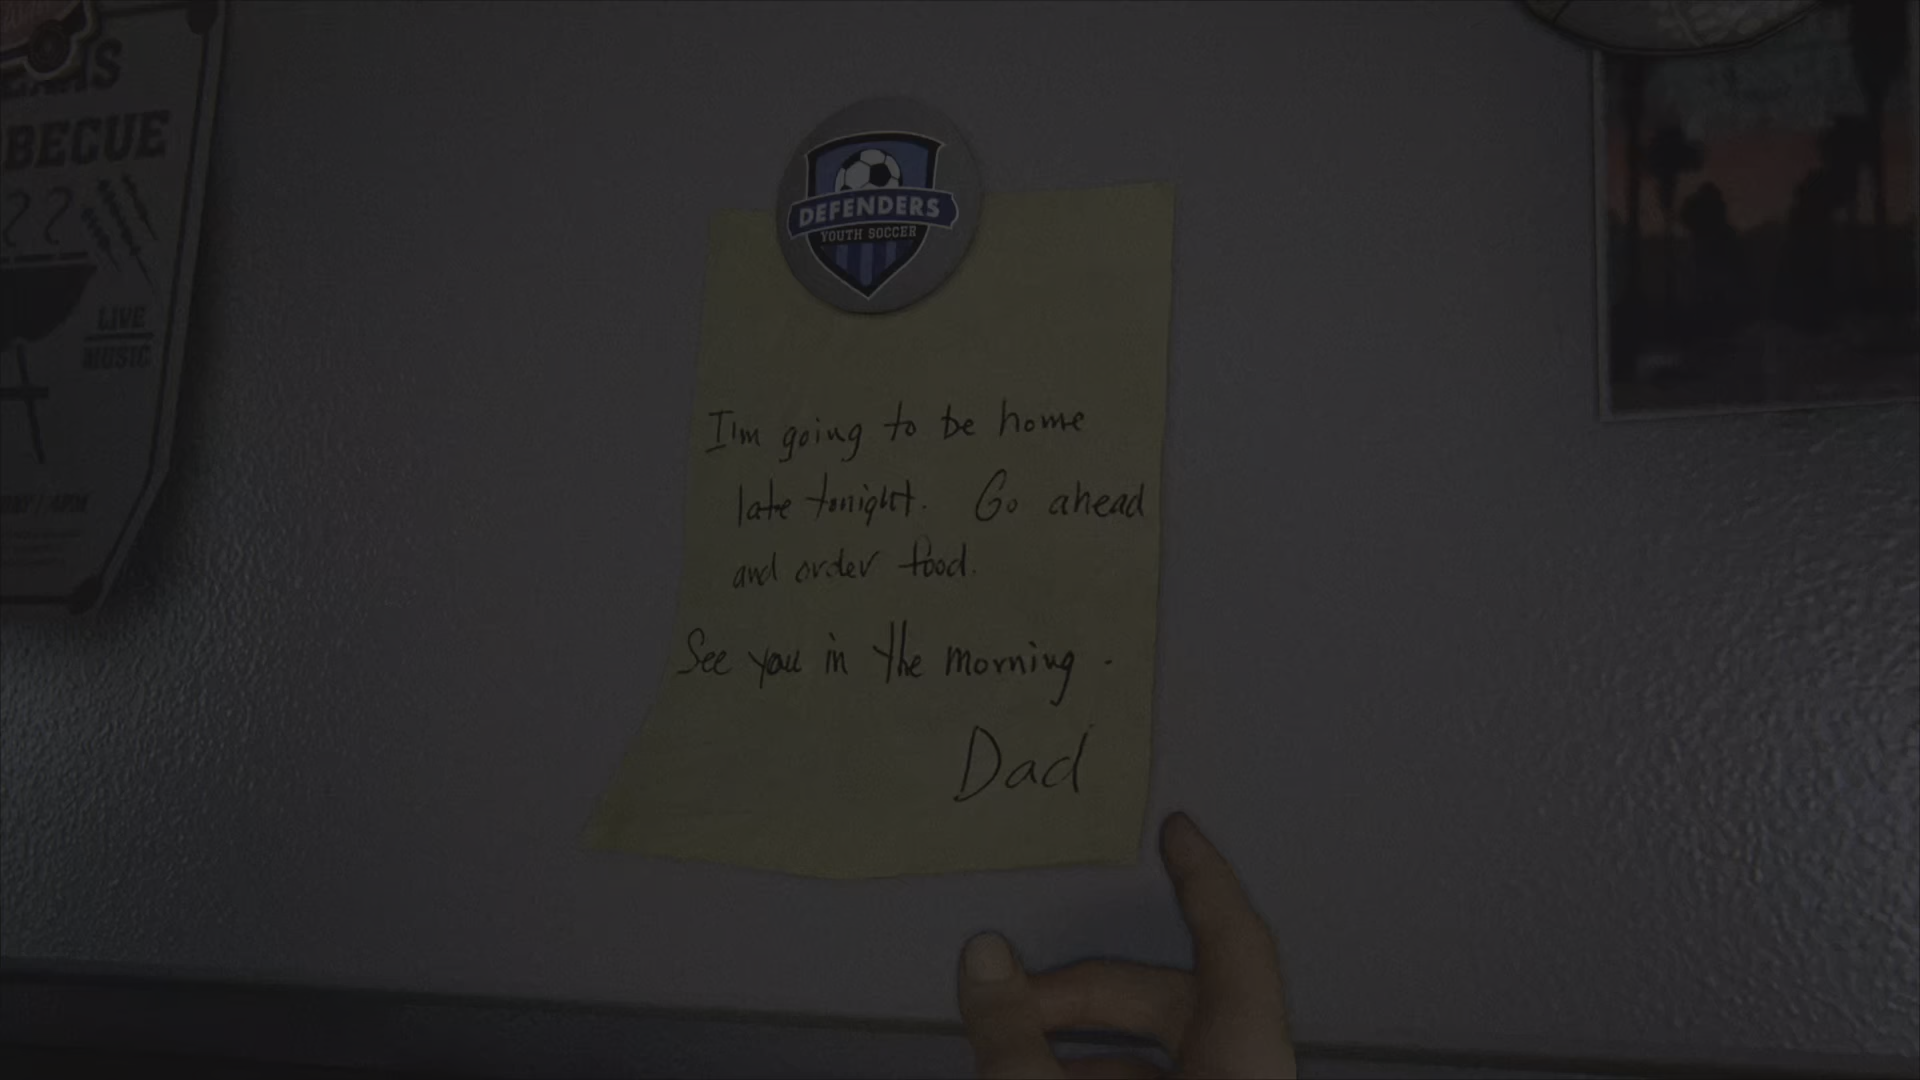 BECUE
22
LIVE
MUSIC
DEFENDERS
YOUTH SOCCER
I'm going to be home
late tonight. Go ahead
and order food.
See you in the morning.
Dad